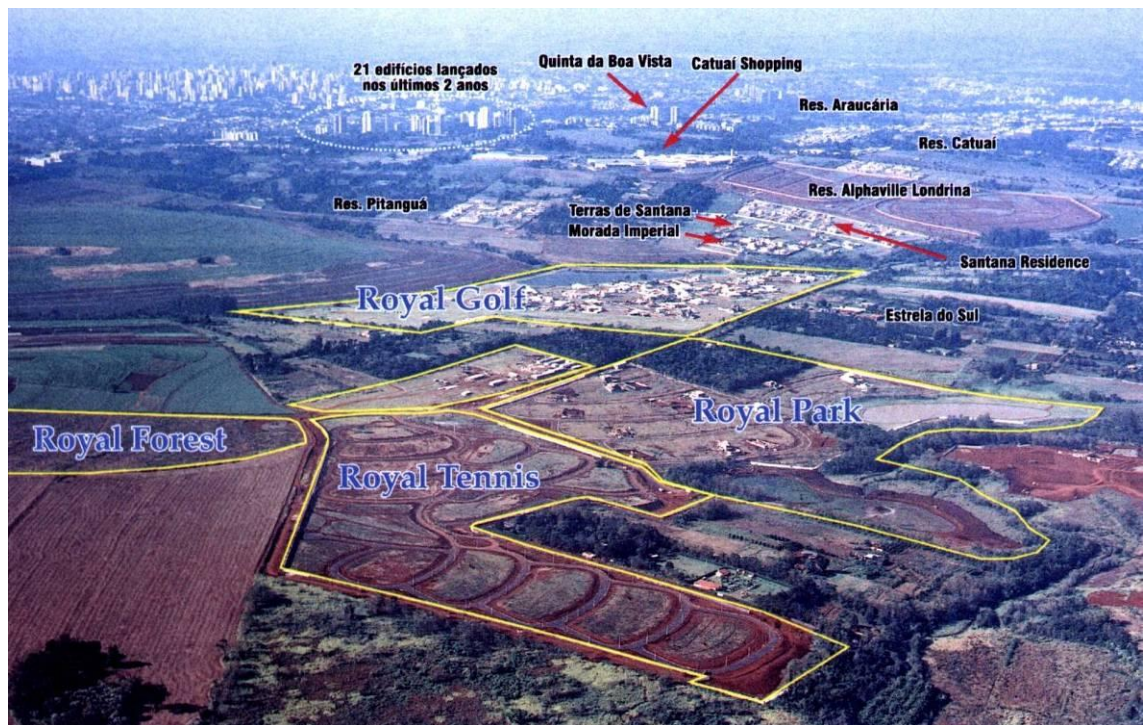 21 edifícios lançados
nos últimos 2 anos
Quinta da Boa Vista
Catuaí Shopping
Res. Araucária
Res. Catuaí
Res. Pitanguá
Res. Alphaville Londrina
Terras de Santana
Morada Imperial
Santana Residence
Royal Golf
Estrela do Sul
Royal Park
Royal Forest
Royal Tennis